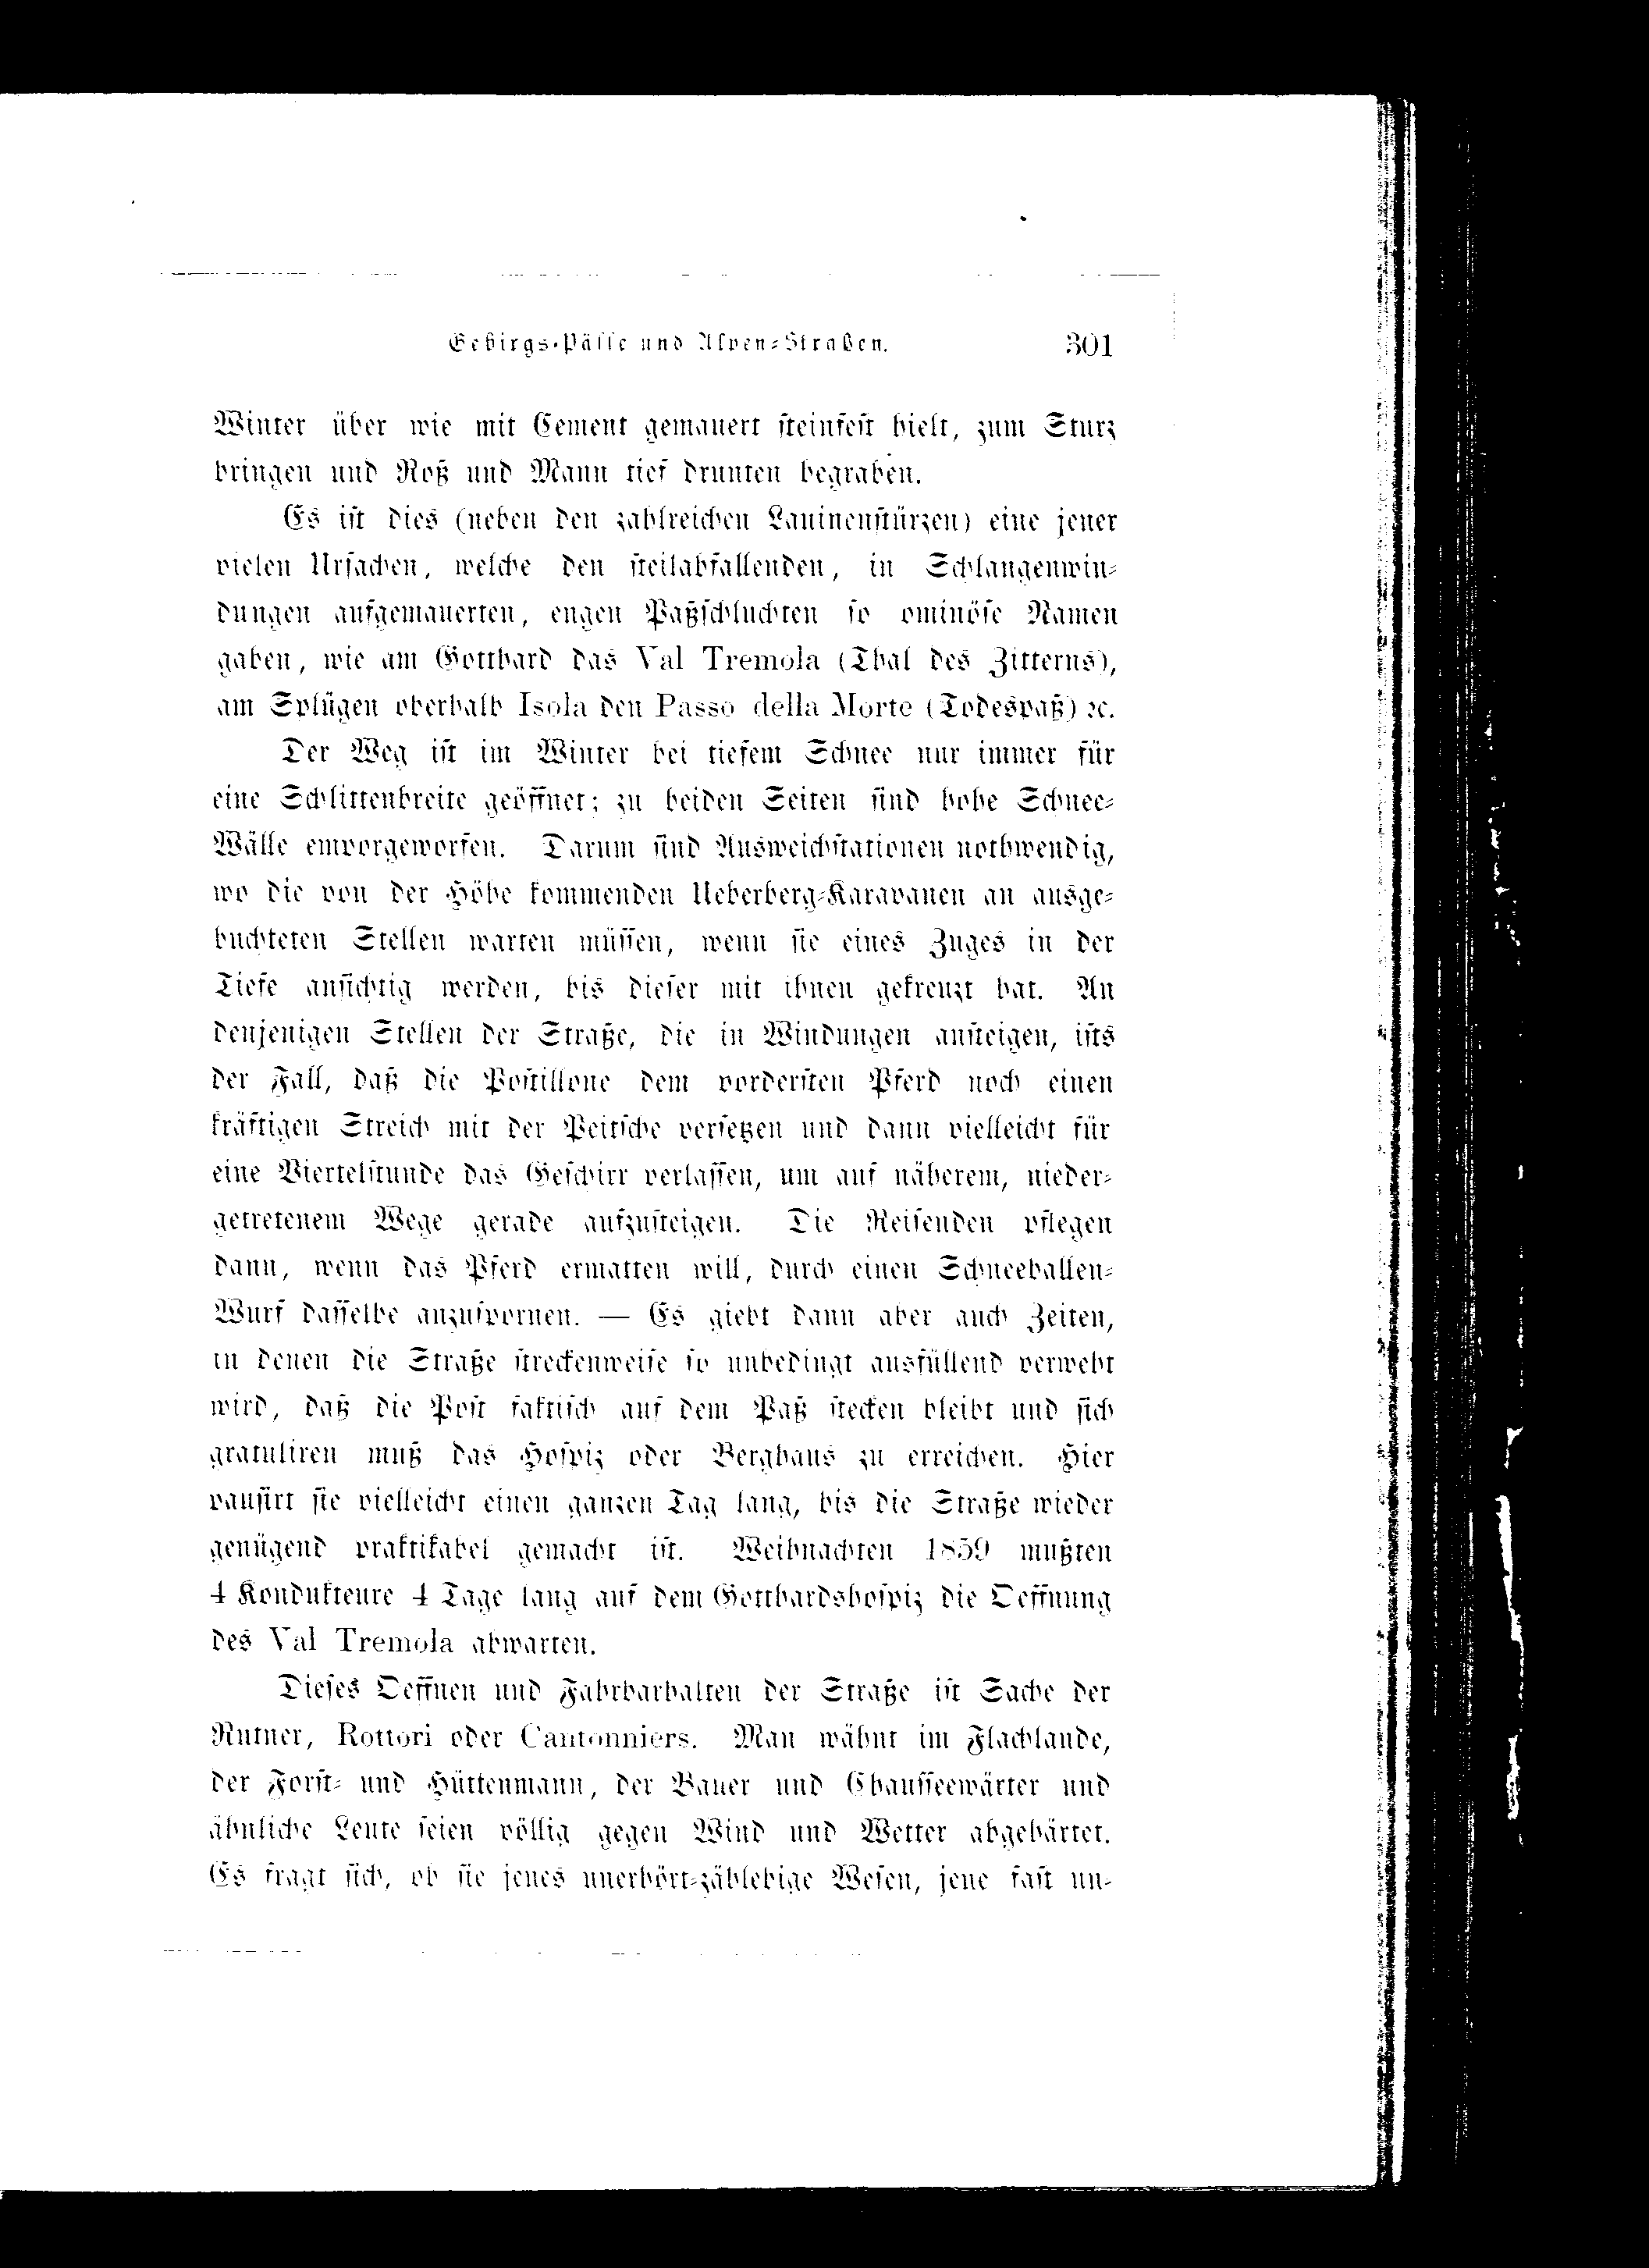 Gebirgs-Pässe und Alpen-Straßen. 301
Winter über wie mit Cement gemauert steinfest hielt, zum Sturz
bringen und Roß und Mann tief drunten begraben.
Es ist dies (neben den zahlreichen Lauinenstürzen) eine jener
vielen Ursachen, welche den steilabfallenden, in Schlangenwin-
dungen aufgemauerten, engen Paßschluchten so ominöse Namen
gaben, wie am Gotthard das Val Tremola (Thal des Zitterns),
am Splügen oberhalb Isola den Passo della Morte (Todespaß) ꝛc.
Der Weg ist im Winter bei tiefem Schnee nur immer für
eine Schlittenbreite geöffnet; zu beiden Seiten sind hohe Schnee-
Wälle emporgeworfen. Darum sind Ausweichstationen nothwendig,
wo die von der Höhe kommenden Ueberberg-Karavanen an ausge-
buchteten Stellen warten müssen, wenn sie eines Zuges in der
Tiefe ansichtig werden, bis dieser mit ihnen gekreuzt hat. An
denjenigen Stellen der Straße, die in Windungen ansteigen, ists
der Fall, daß die Postillone dem vordersten Pferd noch einen
kräftigen Streich mit der Peitsche versetzen und dann vielleicht für
eine Viertelstunde das Geschirr verlassen, um auf näherem, nieder-
getretenem Wege gerade aufzusteigen. Die Reisenden pflegen
dann, wenn das Pferd ermatten will, durch einen Schneeballen-
Wurf dasselbe anzuspornen. — Es giebt dann aber auch Zeiten,
in denen die Straße streckenweise so unbedingt ausfüllend verweht
wird, daß die Post faktisch auf dem Paß stecken bleibt und sich
gratuliren muß das Hospiz oder Berghaus zu erreichen. Hier
pausirt sie vielleicht einen ganzen Tag lang, bis die Straße wieder
genügend praktikabel gemacht ist. Weihnachten 1859 mußten
4 Kondukteure 4 Tage lang auf dem Gotthardshospiz die Oeffnung
des Val Tremola abwarten.
Dieses Oeffnen und Fahrbarhalten der Straße ist Sache der
Rutner, Rottori oder Cantonniers. Man wähnt im Flachlande,
der Forst- und Hüttenmann, der Bauer und Chausseewärter und
ähnliche Leute seien völlig gegen Wind und Wetter abgehärtet.
Es fragt sich, ob sie jenes unerhört-zählebige Wesen, jene fast un-